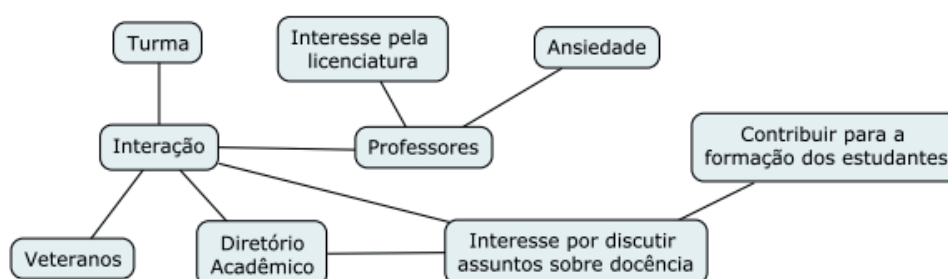 Turma
Interesse pela
licenciatura
Ansiedade
Interação
Professores
Contribuir para a
formação dos estudantes
Veteranos
Diretório
Acadêmico
Interesse por discutir
assuntos sobre docência